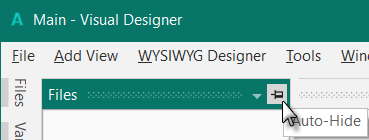 A Main - Visual Designer
File Add View WYSIWYG Designer Tools
Files
Files
Auto-Hide